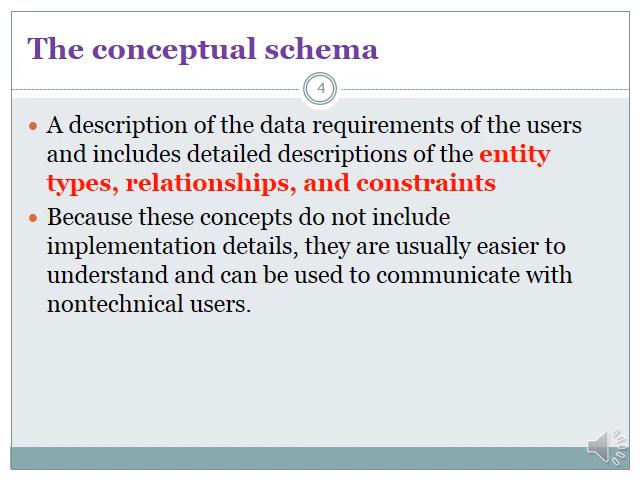 The conceptual schema
4
• A description of the data requirements of the users
and includes detailed descriptions of the entity
types, relationships, and constraints
• Because these concepts do not include
implementation details, they are usually easier to
understand and can be used to communicate with
nontechnical users.